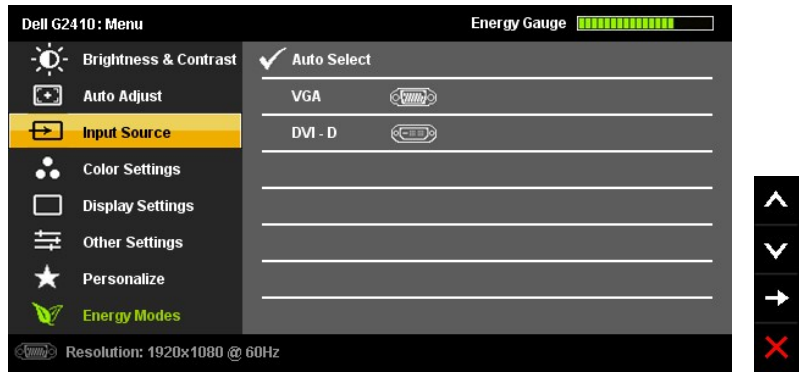 Dell G2410 : Menu Energy Gauge
Brightness & Contrast Auto Select
Auto Adjust VGA
Input Source DVI - D
Color Settings
Display Settings
Other Settings
Personalize
Energy Modes
Resolution: 1920x1080 @ 60Hz